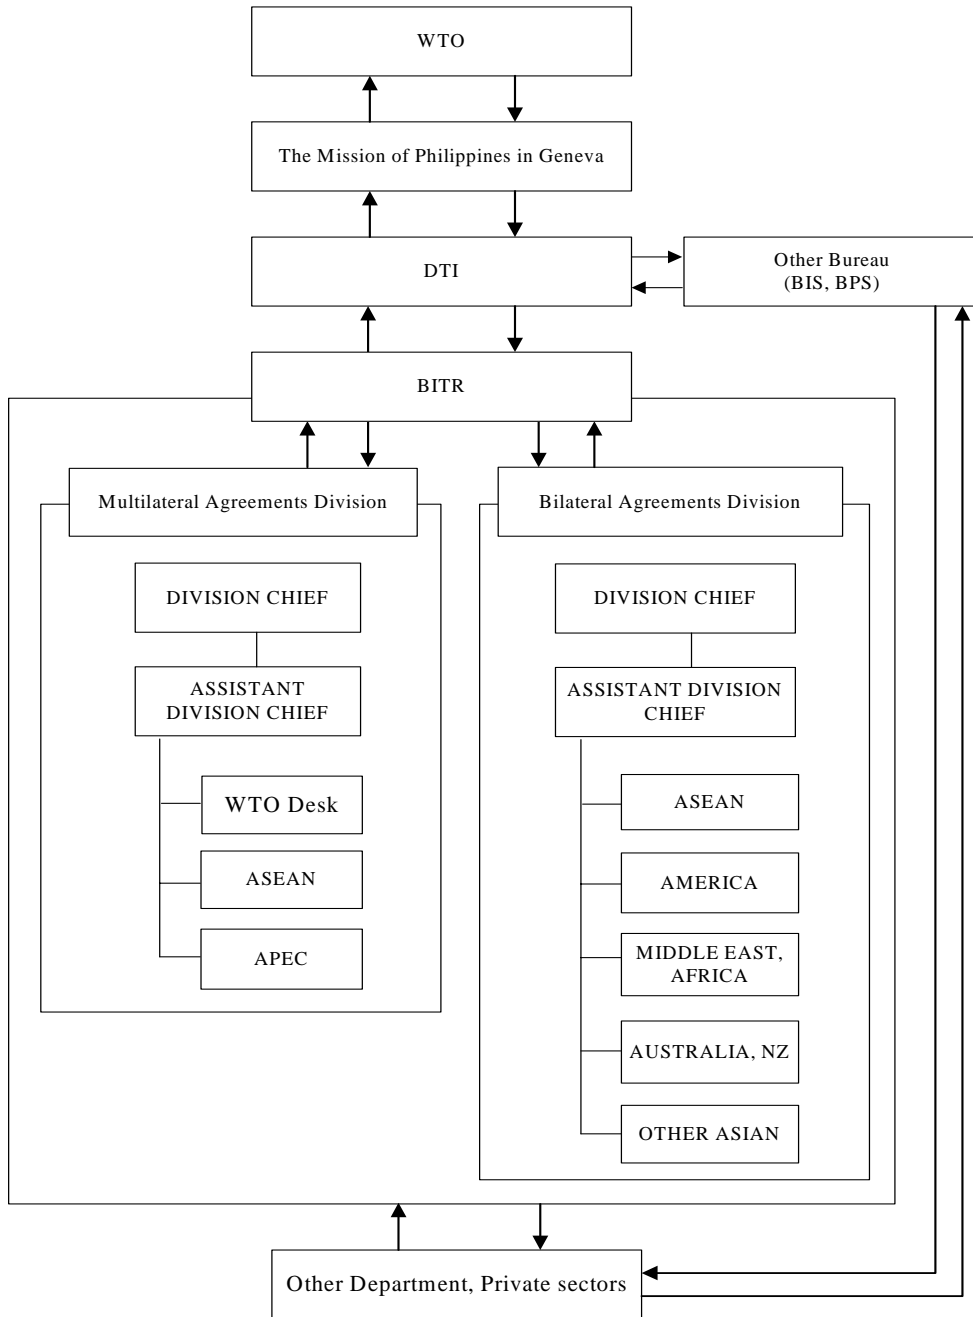 WTO
The Mission of Philippines in Geneva
DTI
Other Bureau
(BIS, BPS)
BITR
Multilateral Agreements Division
DIVISION CHIEF
ASSISTANT
DIVISION CHIEF
WTO Desk
ASEAN
APEC
Bilateral Agreements Division
DIVISION CHIEF
ASSISTANT DIVISION
CHIEF
ASEAN
AMERICA
MIDDLE EAST,
AFRICA
AUSTRALIA, NZ
OTHER ASIAN
Other Department, Private sectors